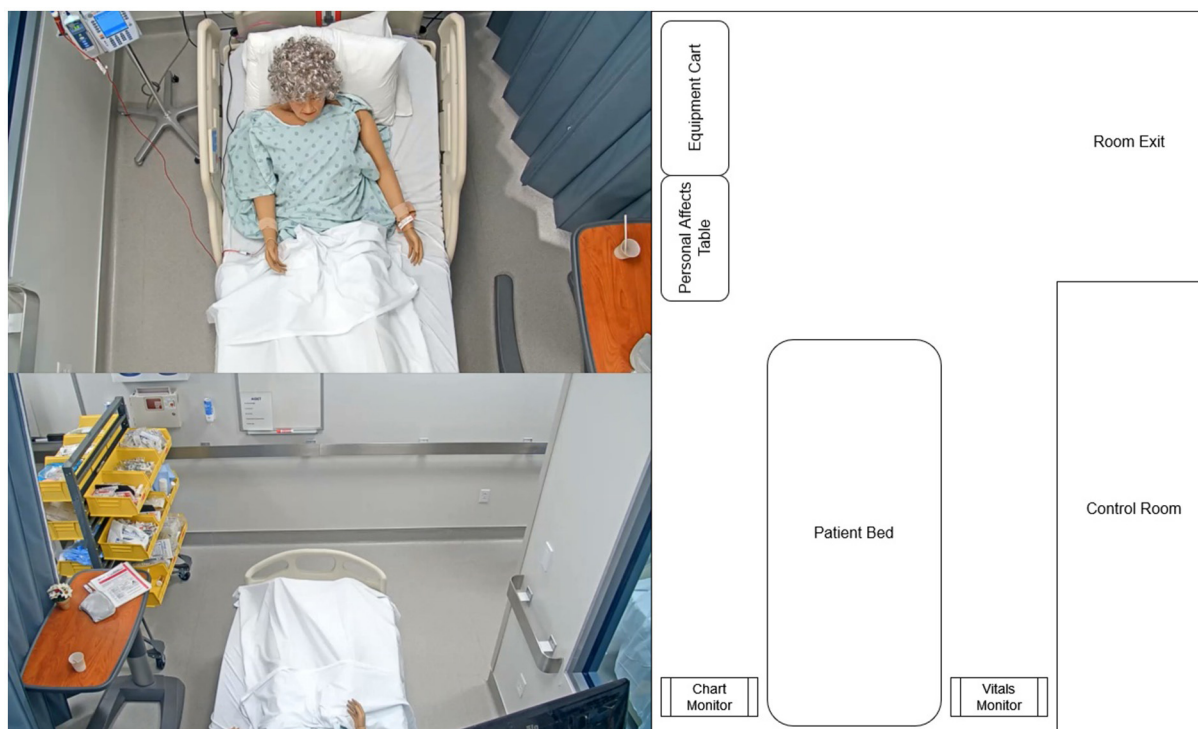 Equipment Cart
Personal Affects
Table
Room Exit
Patient Bed
Control Room
Chart
Monitor
Vitals
Monitor